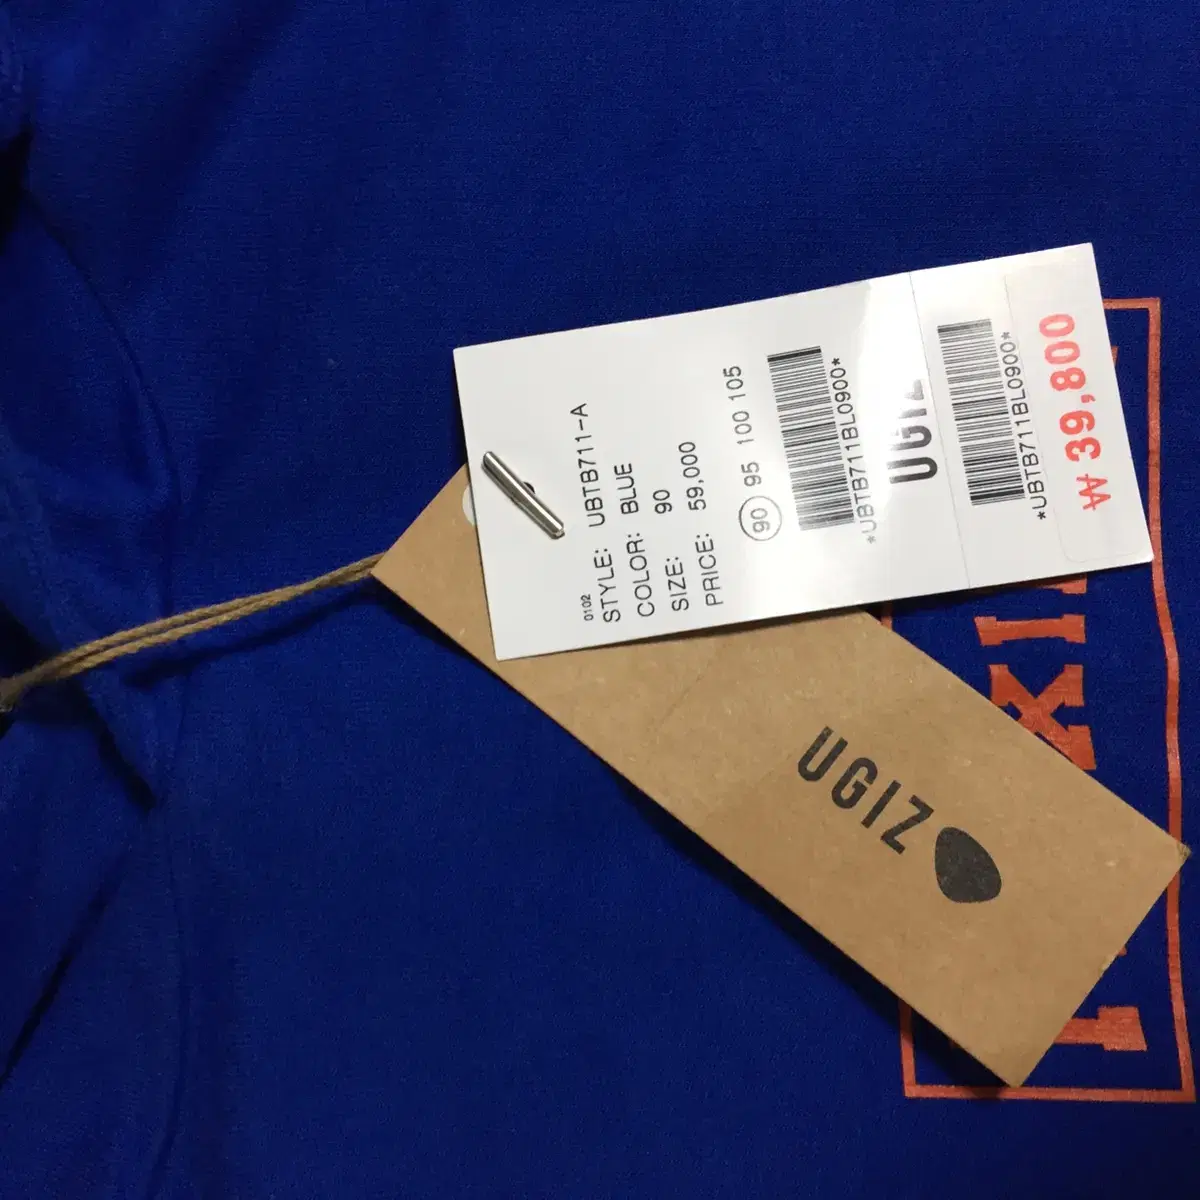 0102
STYLE: UBTB711-A
COLOR: BLUE
SIZE: 90
PRICE: 59,000
90 95 100 105
*UBTB711BL0900*
UGIZ
*UBTB711BL0900*
₩ 39,800
UGIZ